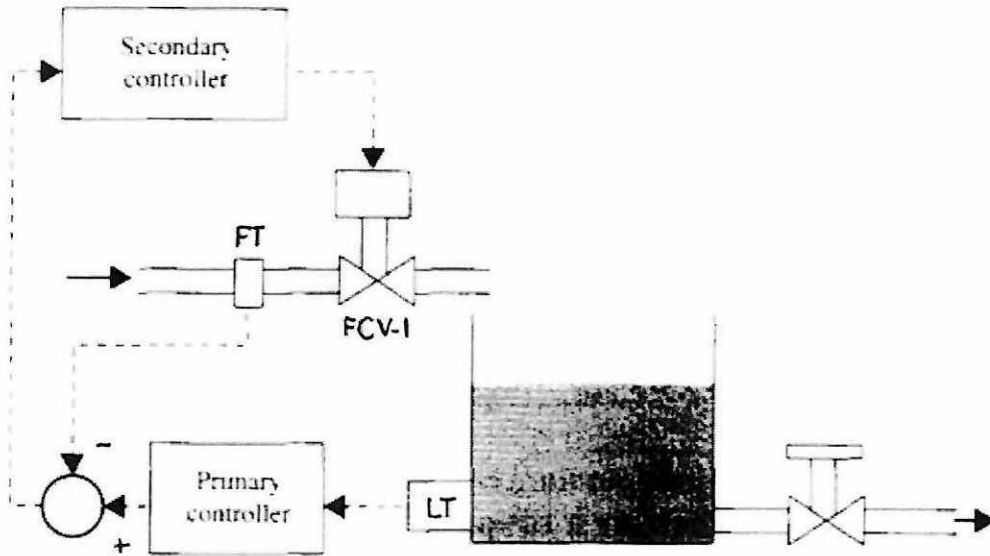 Secondary
controller
FT
FCV-1
-
+
Primary
controller
LT